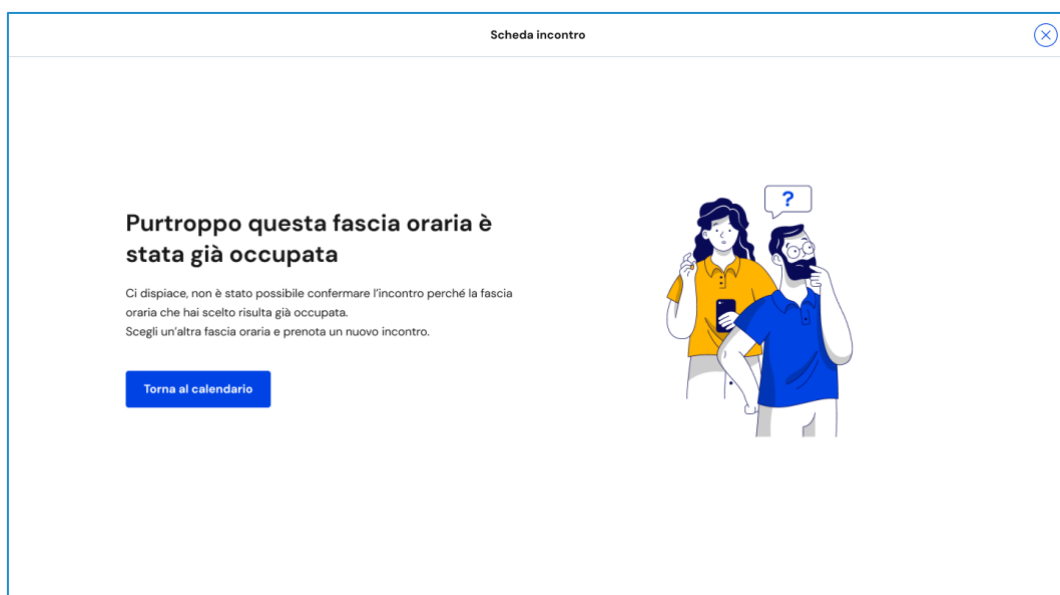 Scheda incontro
?
Purtroppo questa fascia oraria è
stata già occupata
Ci dispiace, non è stato possibile confermare l’incontro perché la fascia
oraria che hai scelto risulta già occupata.
Scegli un’altra fascia oraria e prenota un nuovo incontro.
Torna al calendario